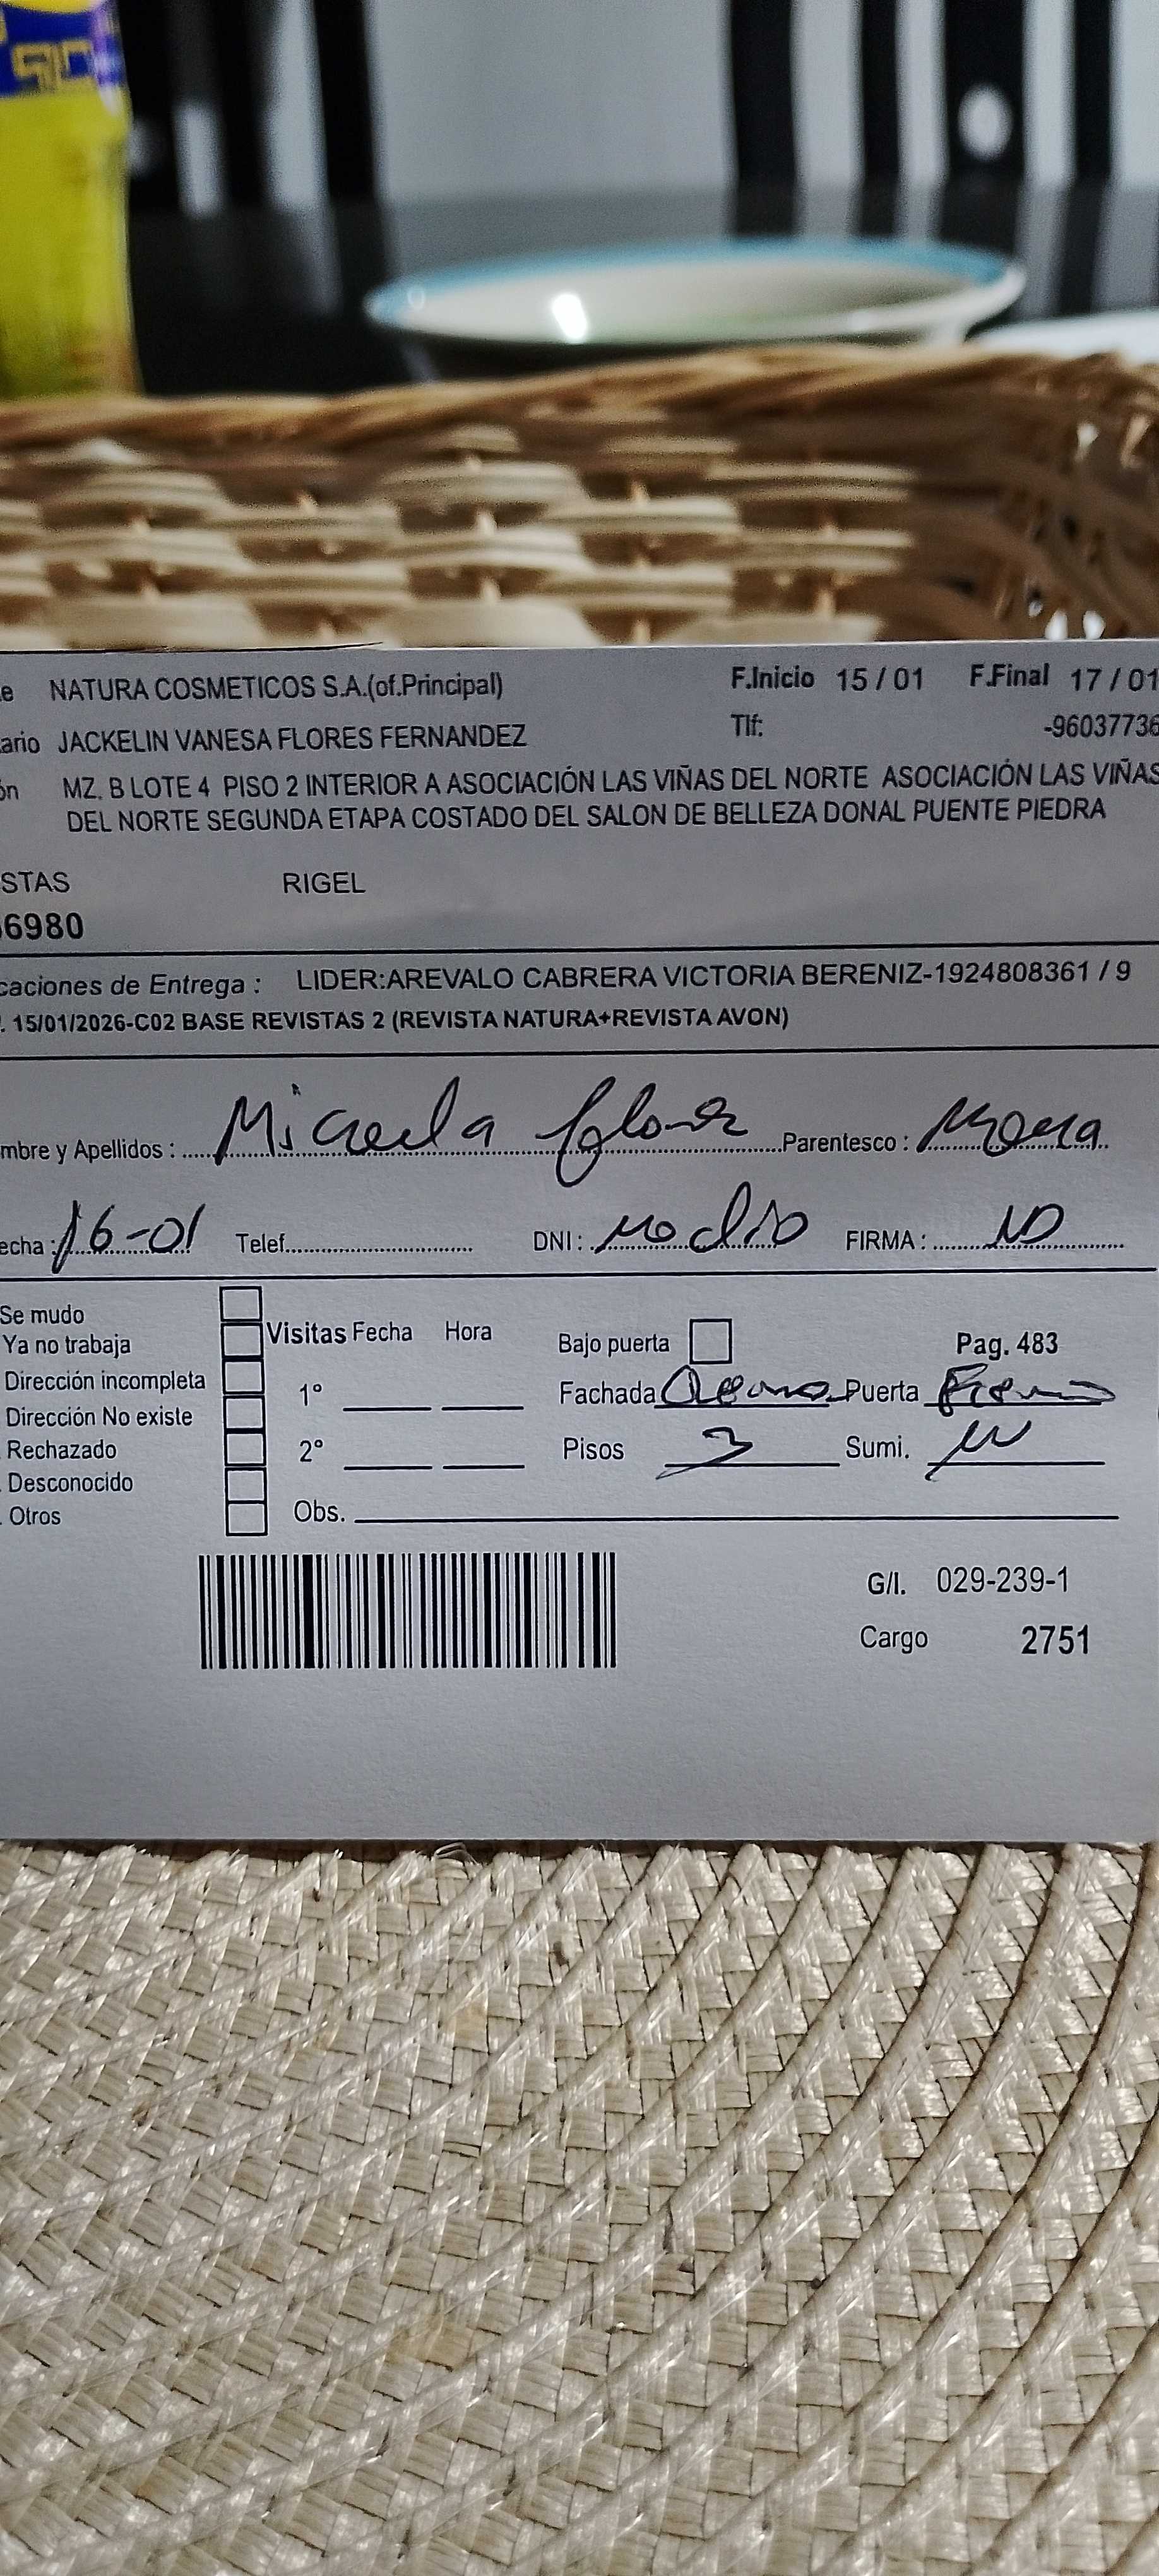 e NATURA COSMETICOS S.A.(of.Principal) F.Inicio 15 / 01 F.Final 17 / 01
ario JACKELIN VANESA FLORES FERNANDEZ Tlf: -96037736
ón MZ. B LOTE 4 PISO 2 INTERIOR A ASOCIACIÓN LAS VIÑAS DEL NORTE ASOCIACIÓN LAS VIÑAS
DEL NORTE SEGUNDA ETAPA COSTADO DEL SALON DE BELLEZA DONAL PUENTE PIEDRA
STAS RIGEL
6980
caciones de Entrega : LIDER:AREVALO CABRERA VICTORIA BERENIZ-1924808361 / 9
. 15/01/2026-C02 BASE REVISTAS 2 (REVISTA NATURA+REVISTA AVON)
mbre y Apellidos : Micaela Parentesco :
echa : 16-01 Telef. DNI : no dio FIRMA :
Se mudo
Ya no trabaja Visitas Fecha Hora Bajo puerta Pag. 483
Dirección incompleta 1° Fachada Puerta
Dirección No existe
Rechazado 2° Pisos 3 Sumi.
Desconocido
Otros Obs.
G/I. 029-239-1
Cargo 2751